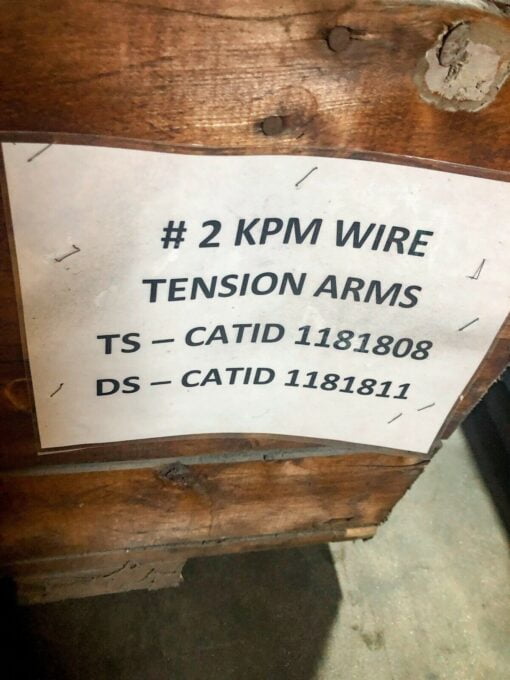 # 2 KPM WIRE
TENSION ARMS
TS – CATID 1181808
DS – CATID 1181811